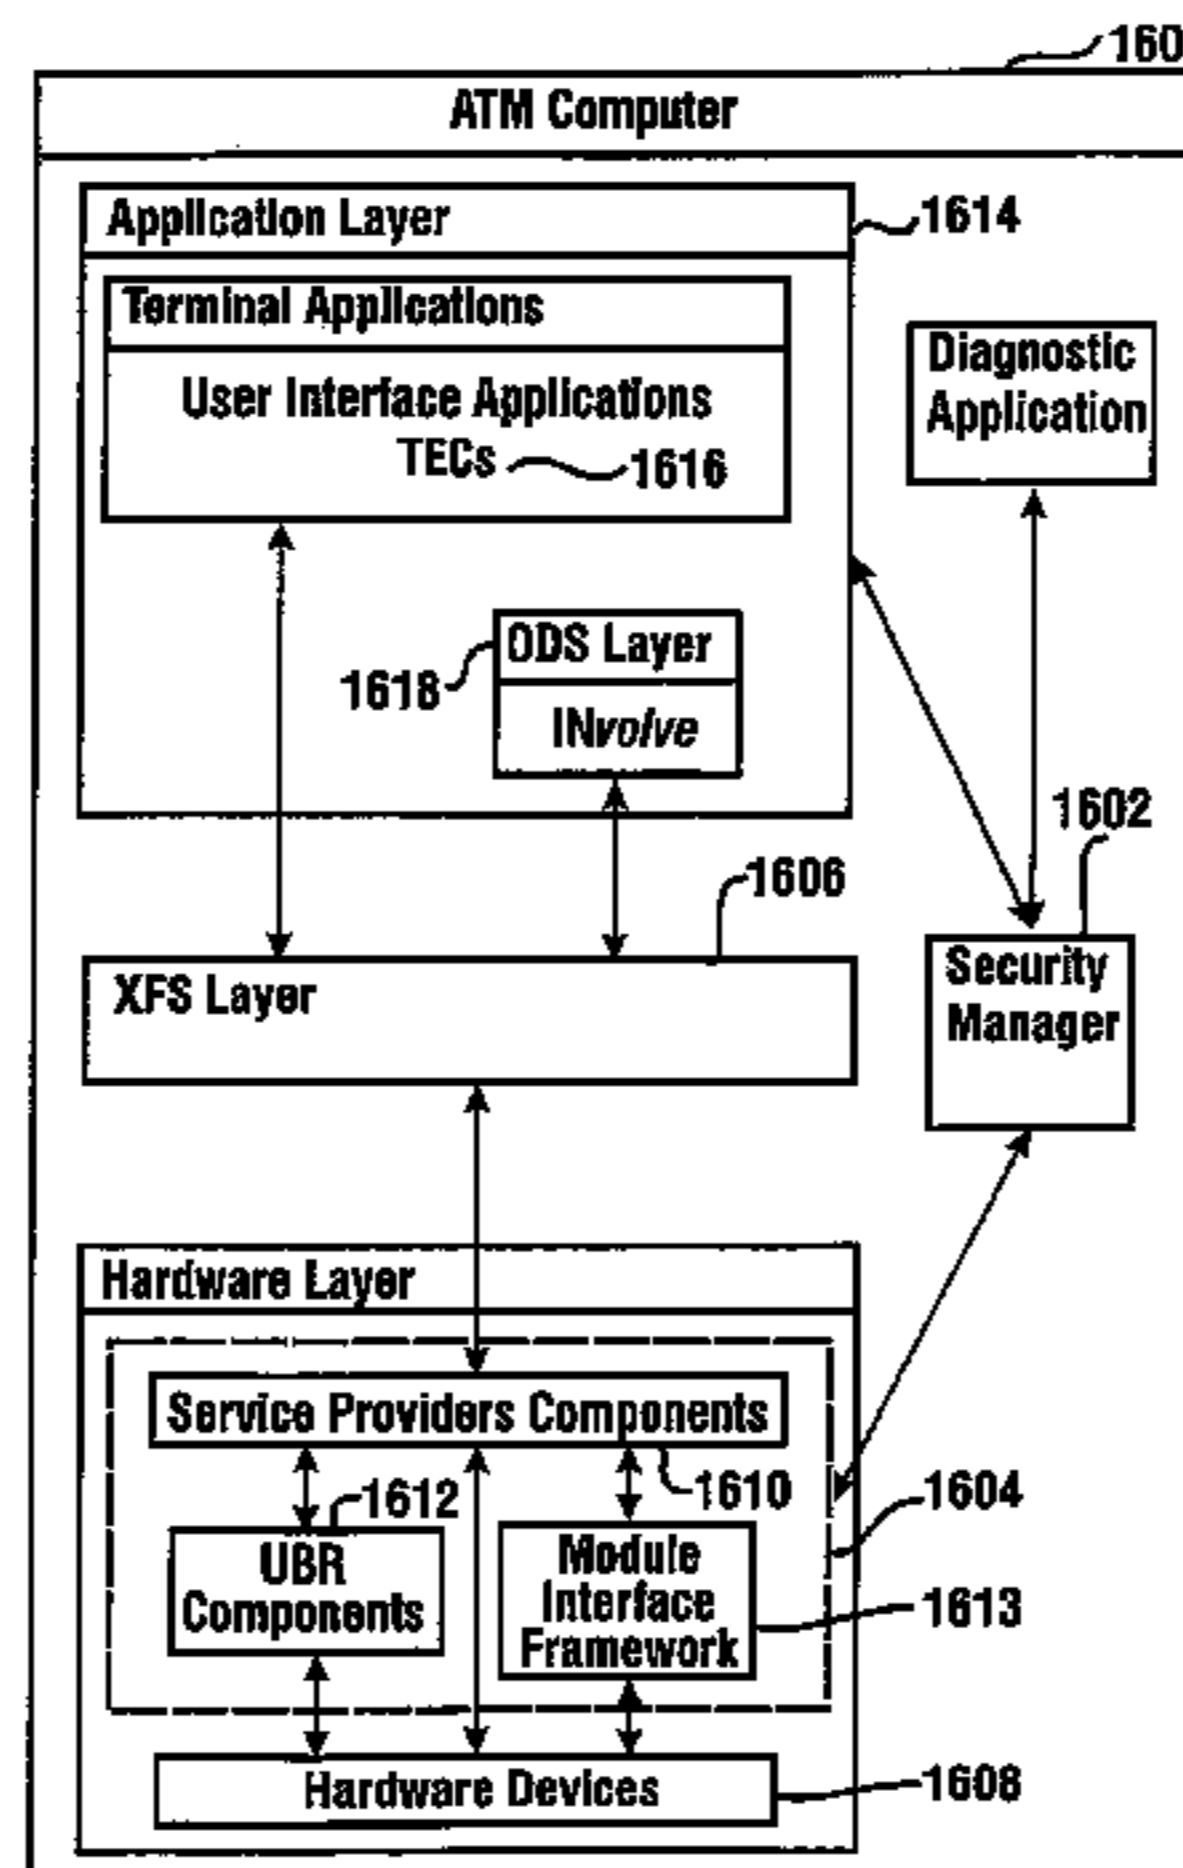 160
ATM Computer
Application Layer
1614
Terminal Applications
User Interface Applications
TECs
1616
Diagnostic
Application
ODS Layer
1618
INvolve
1602
1606
XFS Layer
Security
Manager
Hardware Layer
Service Providers Components
1612
1610
1604
UBR
Components
Module
Interface
Framework
1613
Hardware Devices
1608